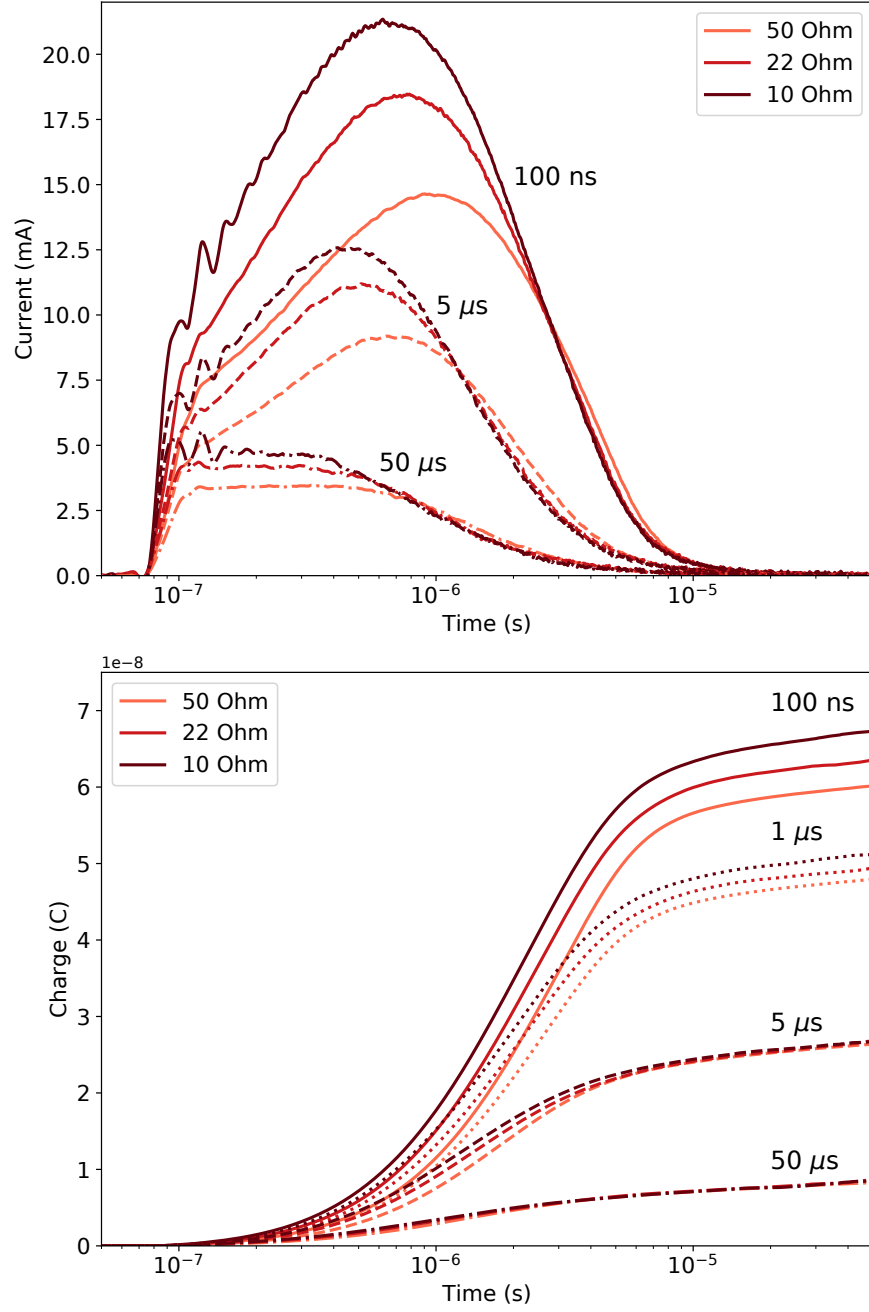 20.0
17.5
15.0
12.5
10.0
7.5
5.0
2.5
0.0
Current (mA)
50 Ohm
22 Ohm
10 Ohm
100 ns
5 μs
50 μs
10⁻⁷
10⁻⁶
10⁻⁵
Time (s)
1e−8
7
6
5
4
3
2
1
0
Charge (C)
50 Ohm
22 Ohm
10 Ohm
100 ns
1 μs
5 μs
50 μs
10⁻⁷
10⁻⁶
10⁻⁵
Time (s)